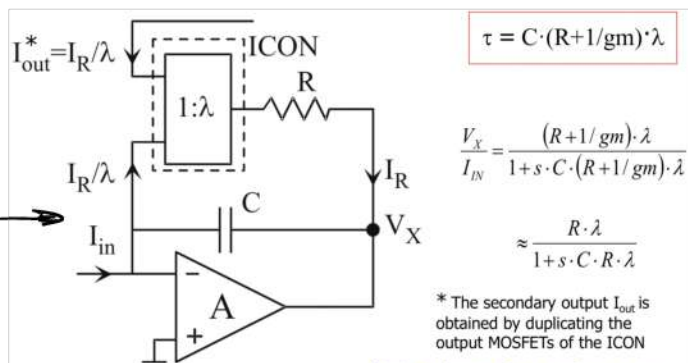 I*out=IR/λ
ICON
1:λ
R
IR/λ
IR
C
VX
Iin
−
A
+
τ = C·(R+1/gm)·λ
VX/IIN = (R+1/gm)·λ / 1+s·C·(R+1/gm)·λ
≈ R·λ / 1+s·C·R·λ
* The secondary output Iout is
obtained by duplicating the
output MOSFETs of the ICON